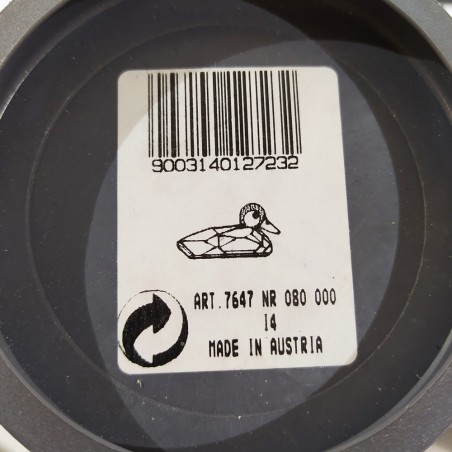 9003140127232
ART.7647 NR 080 000
14
MADE IN AUSTRIA